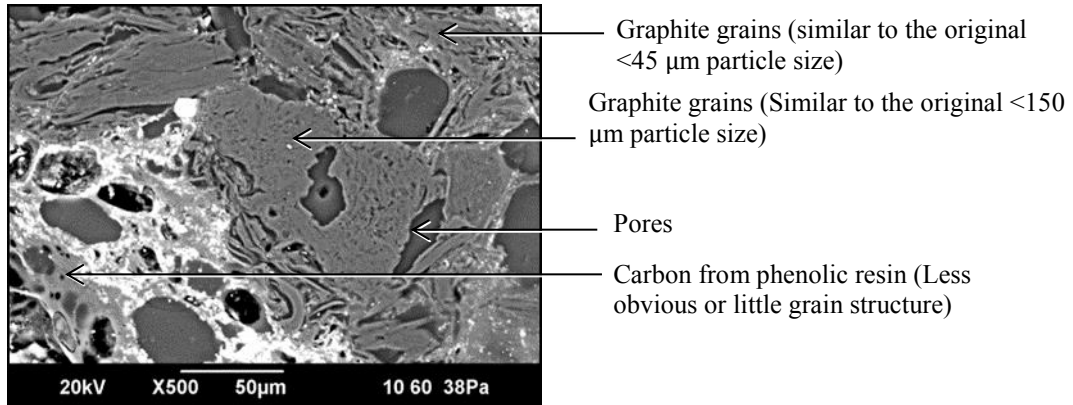 Graphite grains (similar to the original
<45 μm particle size)
Graphite grains (Similar to the original <150
μm particle size)
Pores
Carbon from phenolic resin (Less
obvious or little grain structure)
20kV X500 50μm 10 60 38Pa